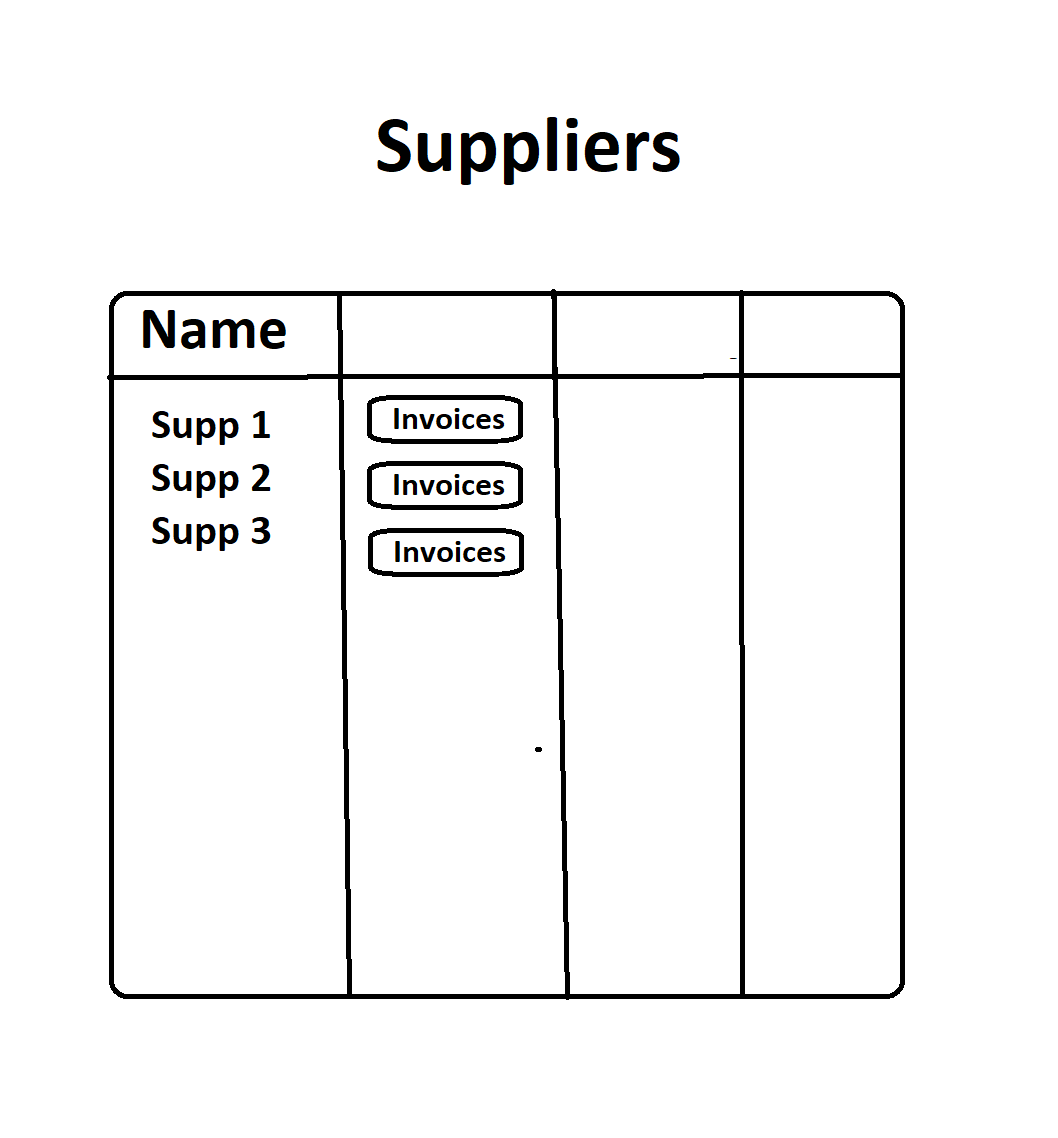 Suppliers
Name
Supp 1
Invoices
Supp 2
Invoices
Supp 3
Invoices